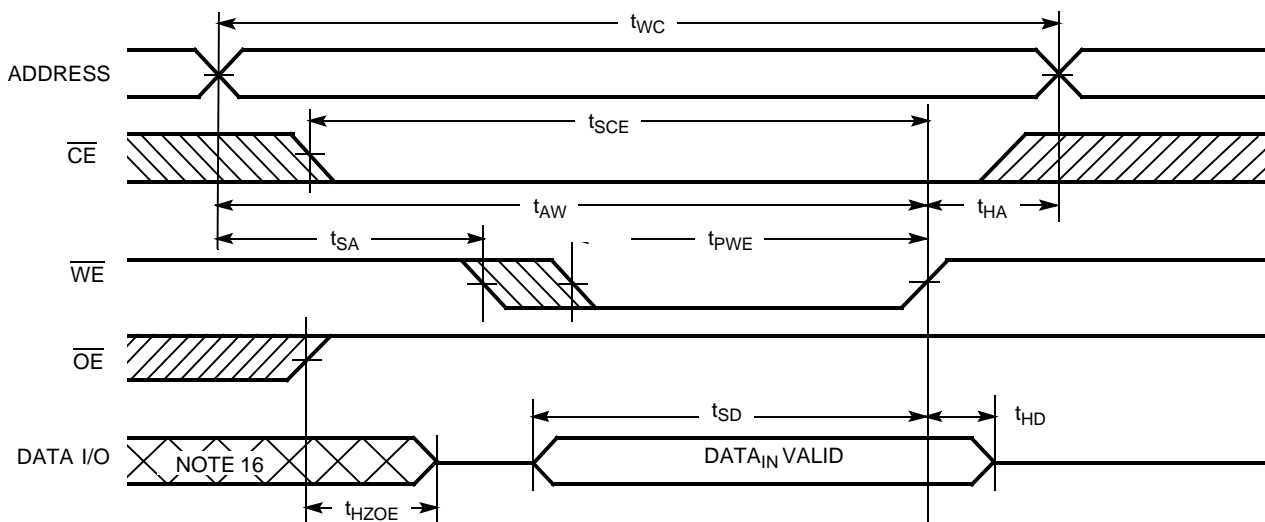 tWC
ADDRESS
tSCE
CE
tAW
tHA
tSA
tPWE
WE
OE
tSD
tHD
DATA I/O
NOTE 16
DATAIN VALID
tHZOE